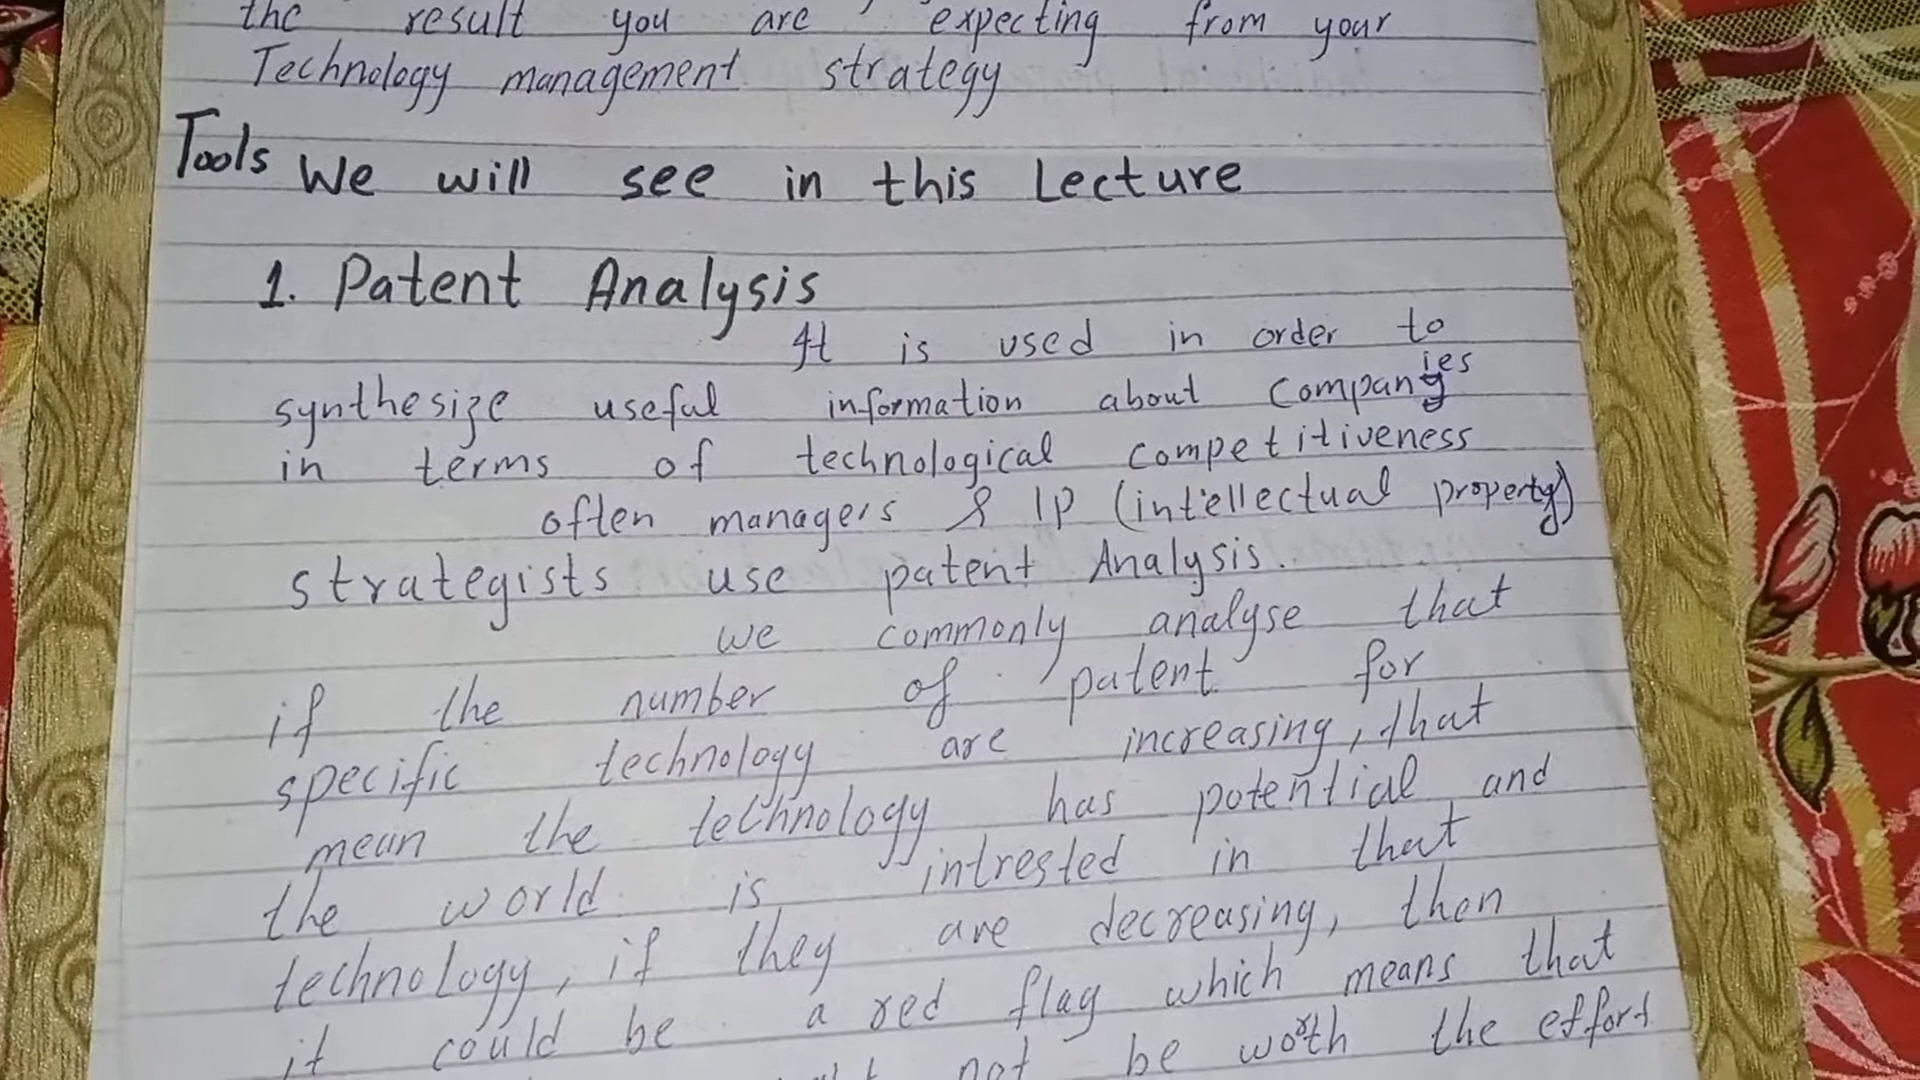 the result you are expecting from your
Technology management strategy
Tools We will see in this Lecture
1. Patent Analysis
It is used in order to
synthesize useful information about Companies
in terms of technological competitiveness
often managers & IP (intellectual property)
strategists use patent Analysis.
we commonly analyse that
if the number of patent for
specific technology are increasing, that
mean the technology has potential and
the world is intrested in that
technology, if they are decreasing, then
it could be a red flag which means that
not be worth the effort